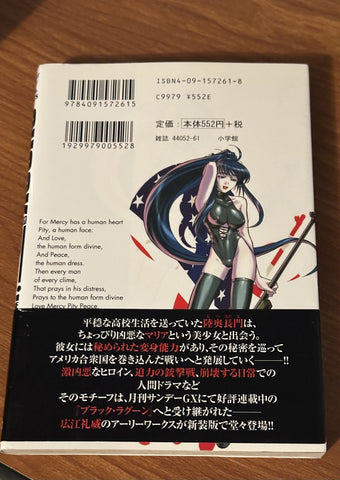 ISBN4-09-157261-8
C9979 ¥552E
9784091572615
定価：本体552円+税
雑誌 44052-61 小学館
1929979005528
For Mercy has a human heart
Pity, a human face:
And Love,
the human form divine,
And Peace,
the human dress.
Then every man
of every clime,
That prays in his distress,
Prays to the human form divine
Love Mercy Pity Peace
平穏な高校生活を送っていた陸奥長門は、
ちょっぴり凶悪なマリアという美少女と出会う。
彼女には秘められた変身能力があり、その秘密を巡って
アメリカ合衆国を巻き込んだ戦いへと発展していく――!!
激凶悪なヒロイン、迫力の銃撃戦、崩壊する日常での
人間ドラマなど
そのモチーフは、月刊サンデーGXにて好評連載中の
『ブラック・ラグーン』へと受け継がれた――
広江礼威のアーリーワークスが新装版で堂々登場!!